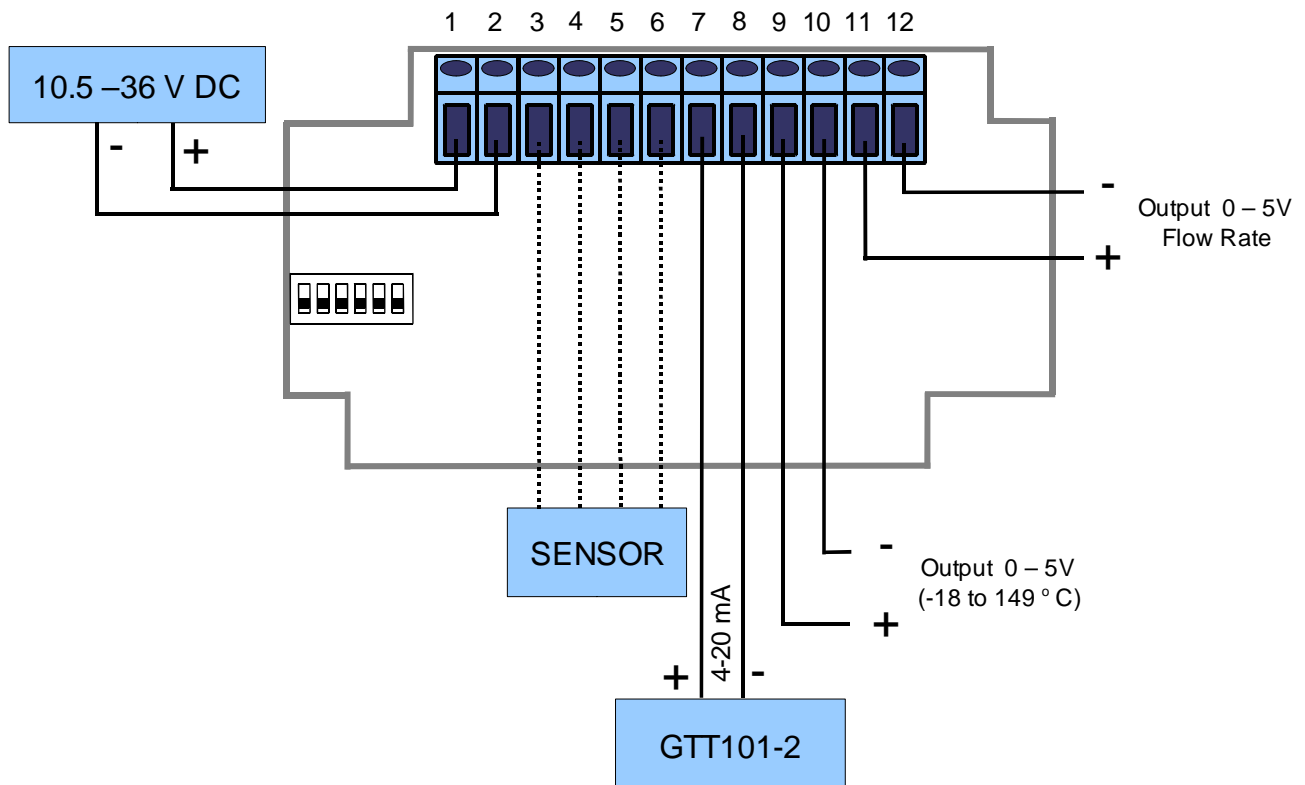 1 2 3 4 5 6 7 8 9 10 11 12
10.5 –36 V DC
- +
-
Output 0 – 5V
Flow Rate
+
SENSOR
-
Output 0 – 5V
(-18 to 149 ° C)
+
4-20 mA
+ -
GTT101-2